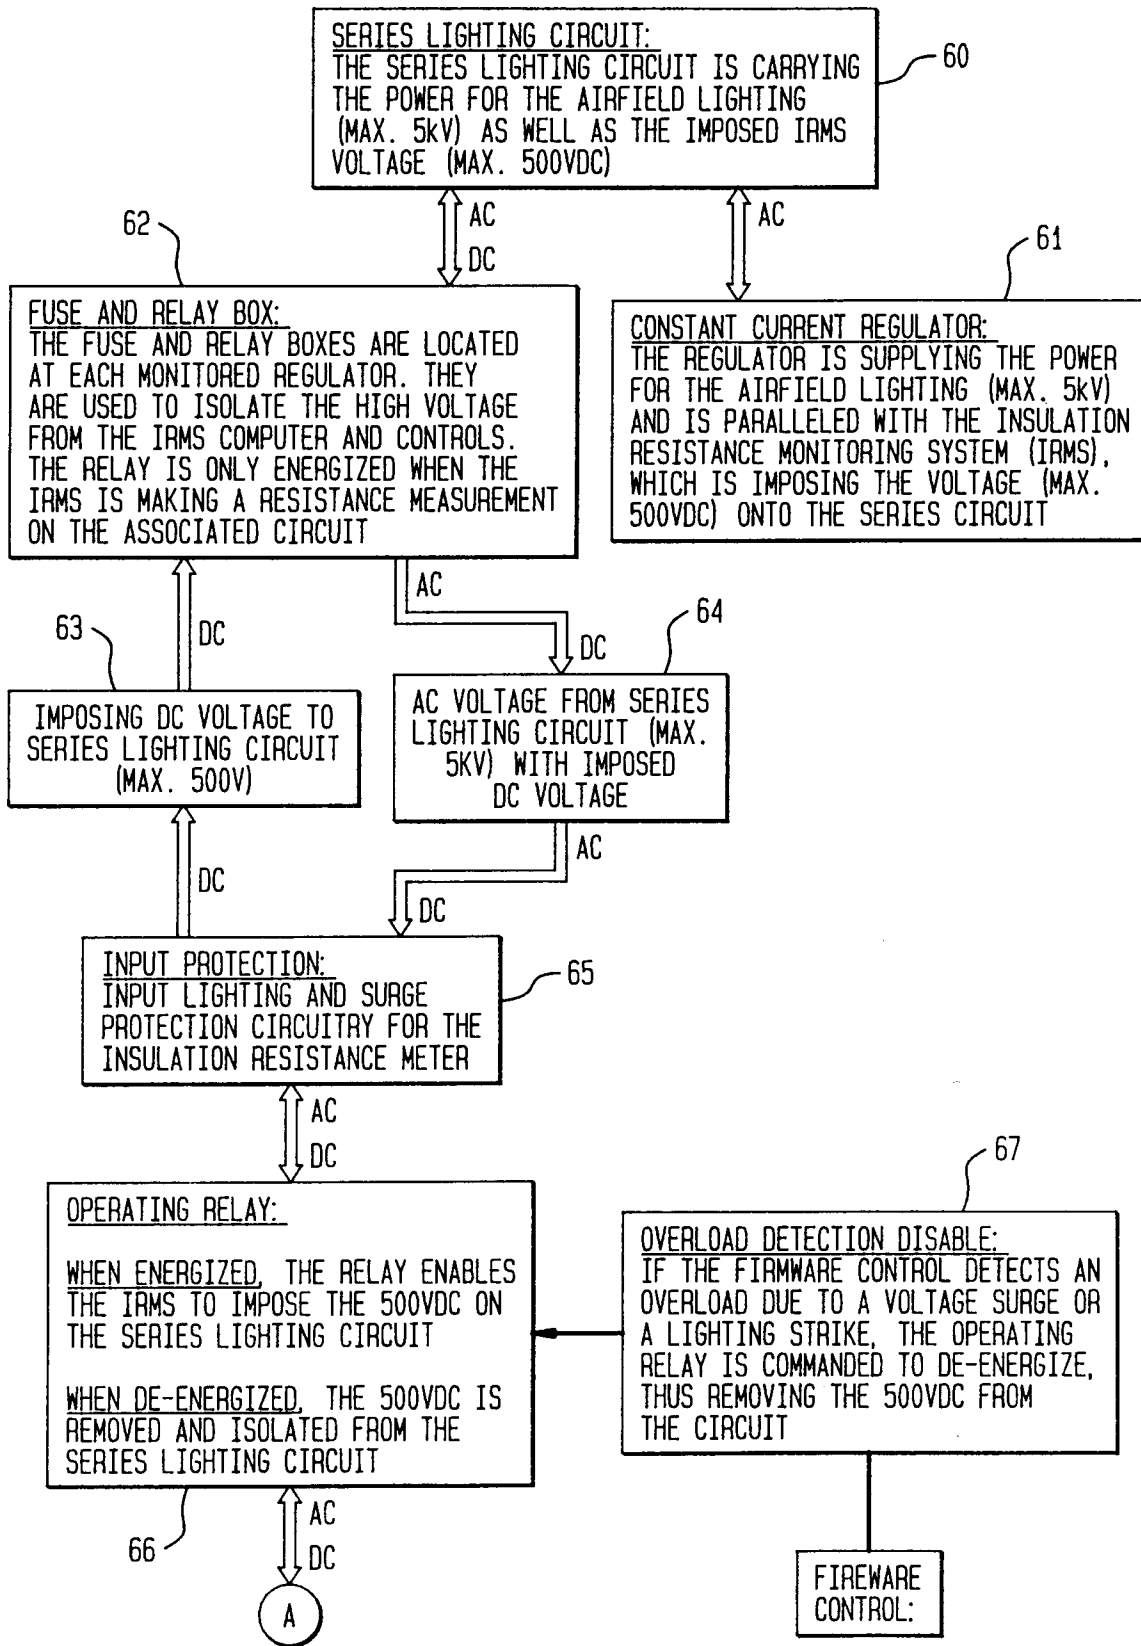 SERIES LIGHTING CIRCUIT:
THE SERIES LIGHTING CIRCUIT IS CARRYING
THE POWER FOR THE AIRFIELD LIGHTING
(MAX. 5kV) AS WELL AS THE IMPOSED IRMS
VOLTAGE (MAX. 500VDC)
60
AC
DC
AC
62
61
FUSE AND RELAY BOX:
THE FUSE AND RELAY BOXES ARE LOCATED
AT EACH MONITORED REGULATOR. THEY
ARE USED TO ISOLATE THE HIGH VOLTAGE
FROM THE IRMS COMPUTER AND CONTROLS.
THE RELAY IS ONLY ENERGIZED WHEN THE
IRMS IS MAKING A RESISTANCE MEASUREMENT
ON THE ASSOCIATED CIRCUIT
CONSTANT CURRENT REGULATOR:
THE REGULATOR IS SUPPLYING THE POWER
FOR THE AIRFIELD LIGHTING (MAX. 5kV)
AND IS PARALLELED WITH THE INSULATION
RESISTANCE MONITORING SYSTEM (IRMS),
WHICH IS IMPOSING THE VOLTAGE (MAX.
500VDC) ONTO THE SERIES CIRCUIT
AC
63
DC
DC
64
IMPOSING DC VOLTAGE TO
SERIES LIGHTING CIRCUIT
(MAX. 500V)
AC VOLTAGE FROM SERIES
LIGHTING CIRCUIT (MAX.
5KV) WITH IMPOSED
DC VOLTAGE
AC
DC
DC
INPUT PROTECTION:
INPUT LIGHTING AND SURGE
PROTECTION CIRCUITRY FOR THE
INSULATION RESISTANCE METER
65
AC
DC
67
OPERATING RELAY:
WHEN ENERGIZED, THE RELAY ENABLES
THE IRMS TO IMPOSE THE 500VDC ON
THE SERIES LIGHTING CIRCUIT
WHEN DE-ENERGIZED, THE 500VDC IS
REMOVED AND ISOLATED FROM THE
SERIES LIGHTING CIRCUIT
OVERLOAD DETECTION DISABLE:
IF THE FIRMWARE CONTROL DETECTS AN
OVERLOAD DUE TO A VOLTAGE SURGE OR
A LIGHTING STRIKE, THE OPERATING
RELAY IS COMMANDED TO DE-ENERGIZE,
THUS REMOVING THE 500VDC FROM
THE CIRCUIT
66
AC
DC
A
FIREWARE
CONTROL: